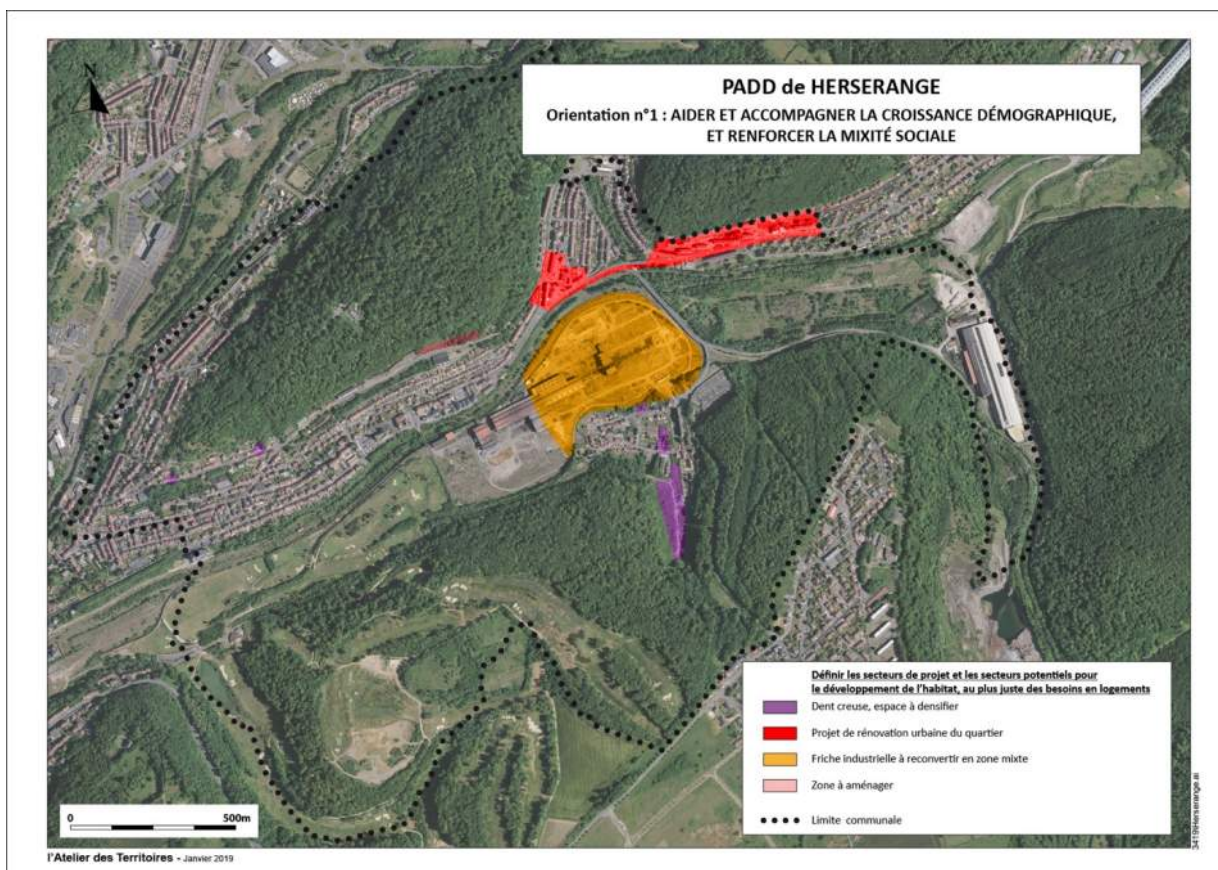 N
PADD de HERSERANGE
Orientation n°1 : AIDER ET ACCOMPAGNER LA CROISSANCE DÉMOGRAPHIQUE,
ET RENFORCER LA MIXITÉ SOCIALE
Définir les secteurs de projet et les secteurs potentiels pour
le développement de l'habitat, au plus juste des besoins en logements
Dent creuse, espace à densifier
Projet de rénovation urbaine du quartier
Friche industrielle à reconvertir en zone mixte
Zone à aménager
Limite communale
0 500m
l'Atelier des Territoires - Janvier 2019
3419\Herserange.ai